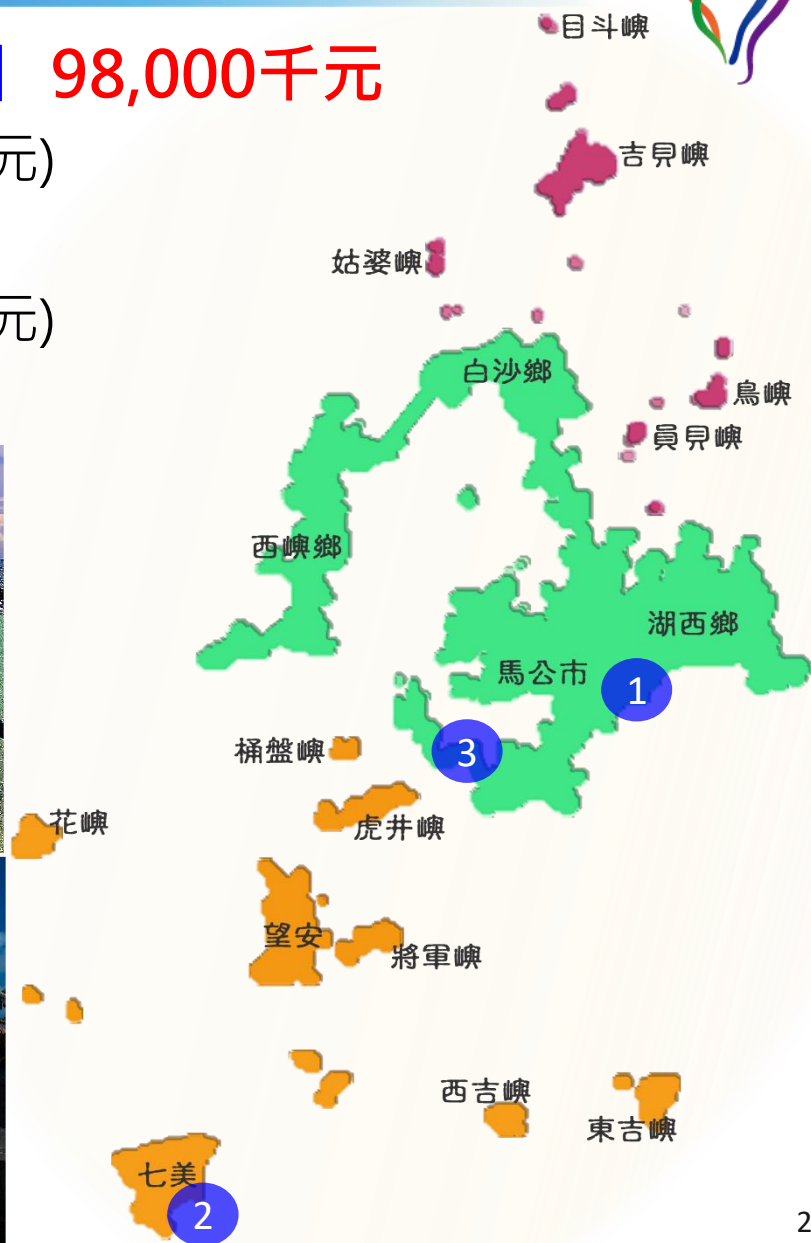 98,000千元
元)
元)
目斗嶼
吉貝嶼
姑婆嶼
白沙鄉
鳥嶼
員貝嶼
西嶼鄉
湖西鄉
馬公市
1
3
桶盤嶼
花嶼
虎井嶼
望安
將軍嶼
西吉嶼
東吉嶼
七美
2
2